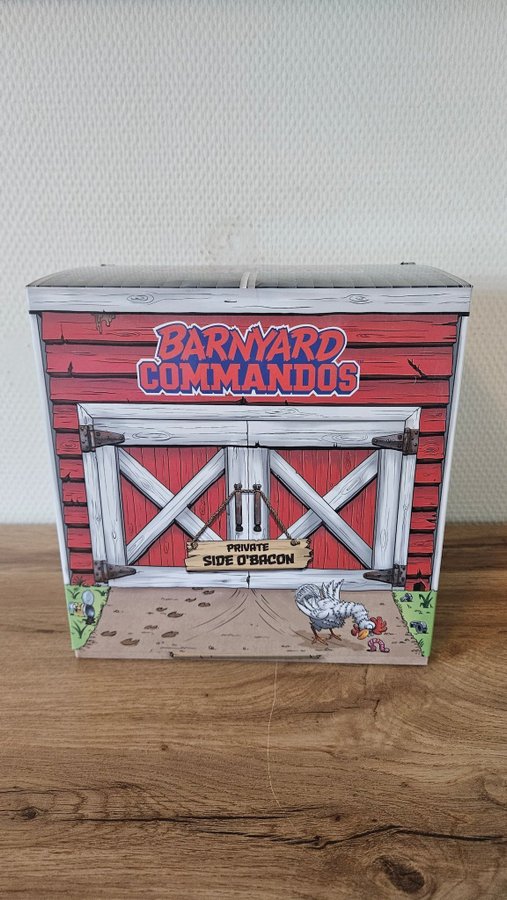 BARNYARD
COMMANDOS
PRIVATE
SIDE O'BACON